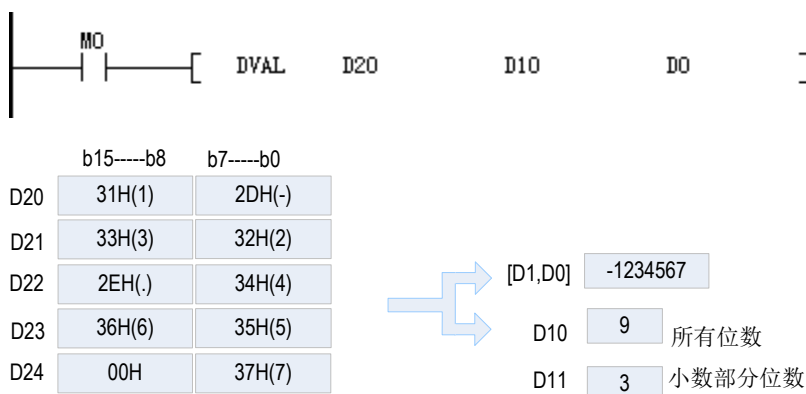 M0
DVAL D20 D10 D0
b15-----b8 b7-----b0
D20 31H(1) 2DH(-)
D21 33H(3) 32H(2)
D22 2EH(.) 34H(4)
D23 36H(6) 35H(5)
D24 00H 37H(7)
[D1,D0] -1234567
D10 9 所有位数
D11 3 小数部分位数